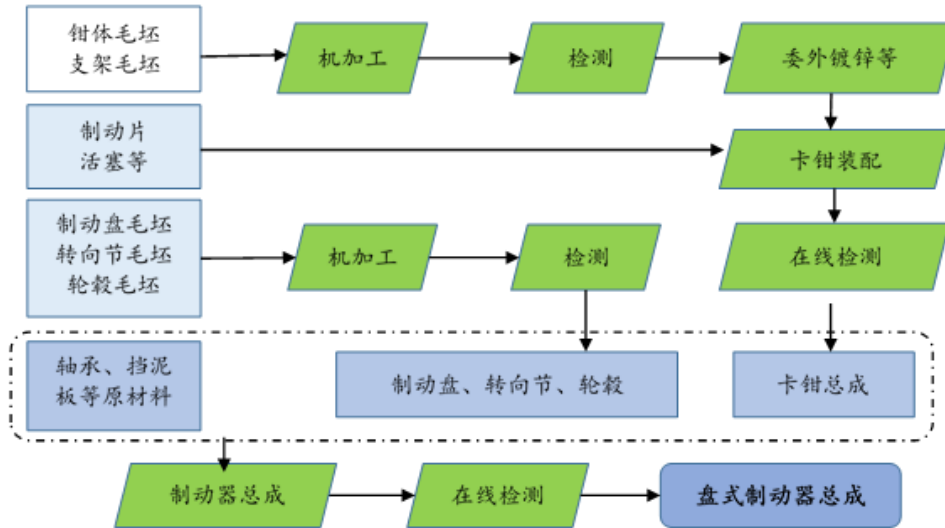 钳体毛坯
支架毛坯
机加工
检测
委外镀锌等
制动片
活塞等
卡钳装配
制动盘毛坯
转向节毛坯
轮毂毛坯
机加工
检测
在线检测
轴承、挡泥
板等原材料
制动盘、转向节、轮毂
卡钳总成
制动器总成
在线检测
盘式制动器总成